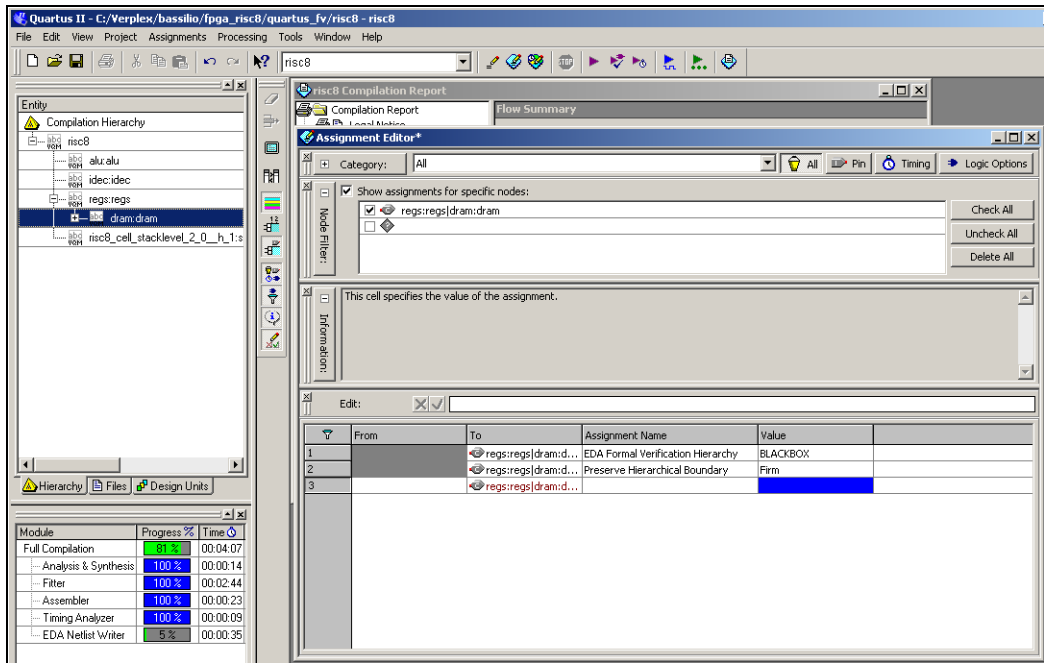 Quartus II - C:/Verplex/bassilio/fpga_risc8/quartus_fv/risc8 - risc8
File Edit View Project Assignments Processing Tools Window Help
risc8
Entity
Compilation Hierarchy
risc8
alu:alu
idec:idec
regs:regs
dram:dram
risc8_cell_stacklevel_2_0__h_1:s
Hierarchy Files Design Units
Module Progress % Time
Full Compilation 81 % 00:04:07
Analysis & Synthesis 100 % 00:00:14
Fitter 100 % 00:02:44
Assembler 100 % 00:00:23
Timing Analyzer 100 % 00:00:09
EDA Netlist Writer 5 % 00:00:35
risc8 Compilation Report
Compilation Report Flow Summary
Legal Notice
Assignment Editor*
Category: All All Pin Timing Logic Options
Node Filter:
Show assignments for specific nodes:
regs:regs|dram:dram
Check All
Uncheck All
Delete All
Information:
This cell specifies the value of the assignment.
Edit:
From To Assignment Name Value
1 regs:regs|dram:d... EDA Formal Verification Hierarchy BLACKBOX
2 regs:regs|dram:d... Preserve Hierarchical Boundary Firm
3 regs:regs|dram:d...